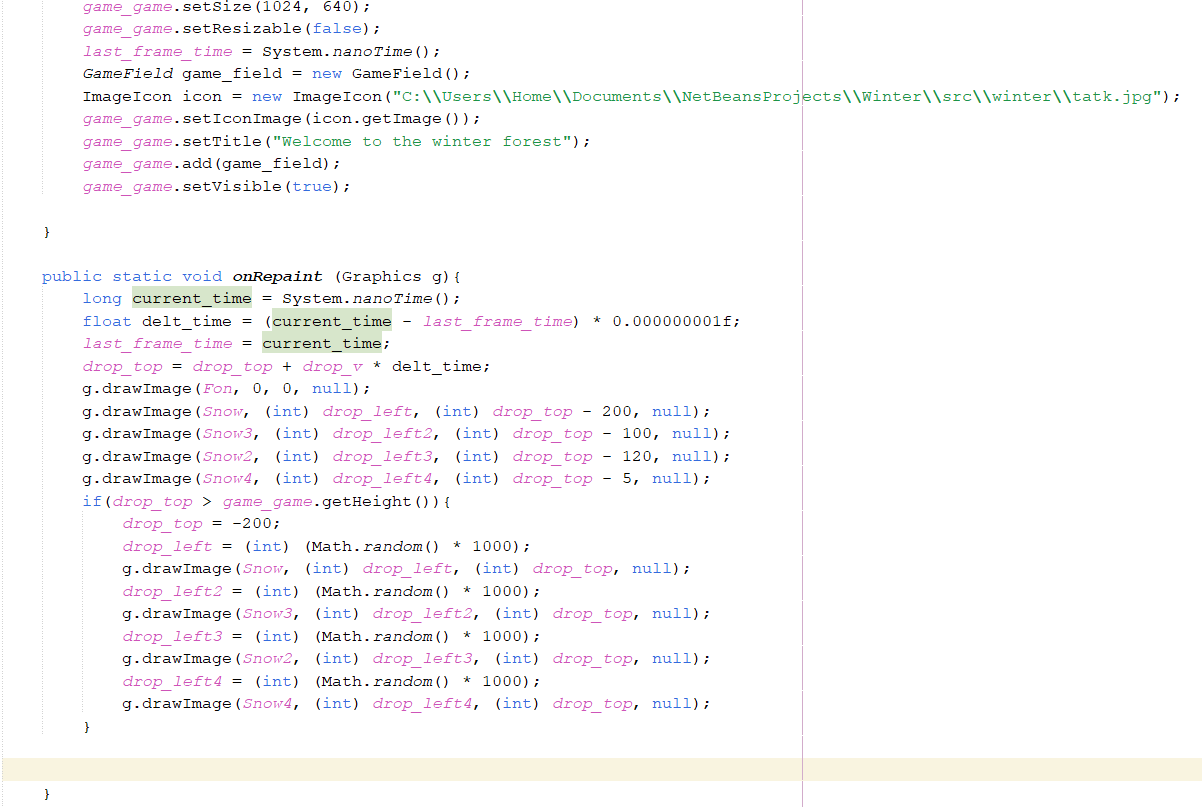 game_game.setSize(1024, 640);
game_game.setResizable(false);
last_frame_time = System.nanoTime();
GameField game_field = new GameField();
ImageIcon icon = new ImageIcon("C:\\Users\\Home\\Documents\\NetBeansProjects\\Winter\\src\\winter\\tatk.jpg");
game_game.setIconImage(icon.getImage());
game_game.setTitle("Welcome to the winter forest");
game_game.add(game_field);
game_game.setVisible(true);
}
public static void onRepaint (Graphics g){
long current_time = System.nanoTime();
float delt_time = (current_time - last_frame_time) * 0.000000001f;
last_frame_time = current_time;
drop_top = drop_top + drop_v * delt_time;
g.drawImage(Fon, 0, 0, null);
g.drawImage(Snow, (int) drop_left, (int) drop_top - 200, null);
g.drawImage(Snow3, (int) drop_left2, (int) drop_top - 100, null);
g.drawImage(Snow2, (int) drop_left3, (int) drop_top - 120, null);
g.drawImage(Snow4, (int) drop_left4, (int) drop_top - 5, null);
if(drop_top > game_game.getHeight()){
drop_top = -200;
drop_left = (int) (Math.random() * 1000);
g.drawImage(Snow, (int) drop_left, (int) drop_top, null);
drop_left2 = (int) (Math.random() * 1000);
g.drawImage(Snow3, (int) drop_left2, (int) drop_top, null);
drop_left3 = (int) (Math.random() * 1000);
g.drawImage(Snow2, (int) drop_left3, (int) drop_top, null);
drop_left4 = (int) (Math.random() * 1000);
g.drawImage(Snow4, (int) drop_left4, (int) drop_top, null);
}
}